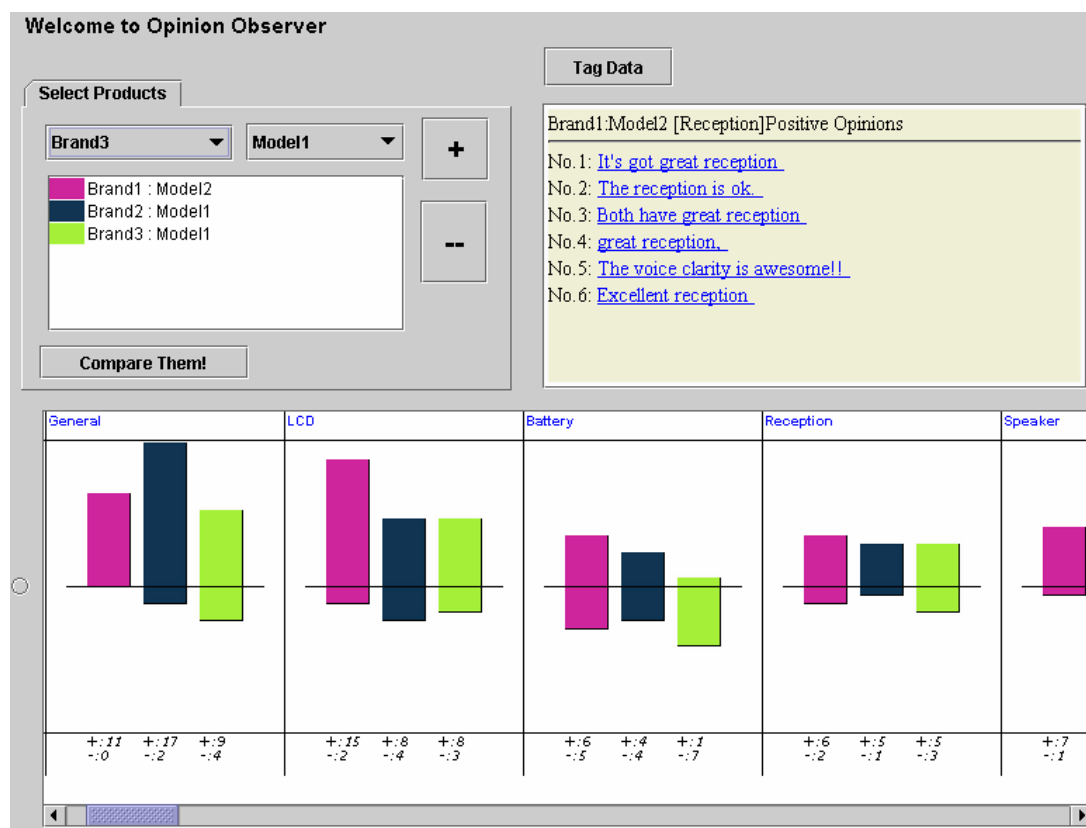 Welcome to Opinion Observer
Tag Data
Select Products
Brand3 Model1 +
Brand1 : Model2
Brand2 : Model1
Brand3 : Model1
--
Compare Them!
Brand1:Model2 [Reception]Positive Opinions
No.1: It's got great reception
No.2: The reception is ok.
No.3: Both have great reception
No.4: great reception,
No.5: The voice clarity is awesome!!
No.6: Excellent reception
General LCD Battery Reception Speaker
+:11 +:17 +:9 +:15 +:8 +:8 +:6 +:4 +:1 +:6 +:5 +:5 +:7
-:0 -:2 -:4 -:2 -:4 -:3 -:5 -:4 -:7 -:2 -:1 -:3 -:1